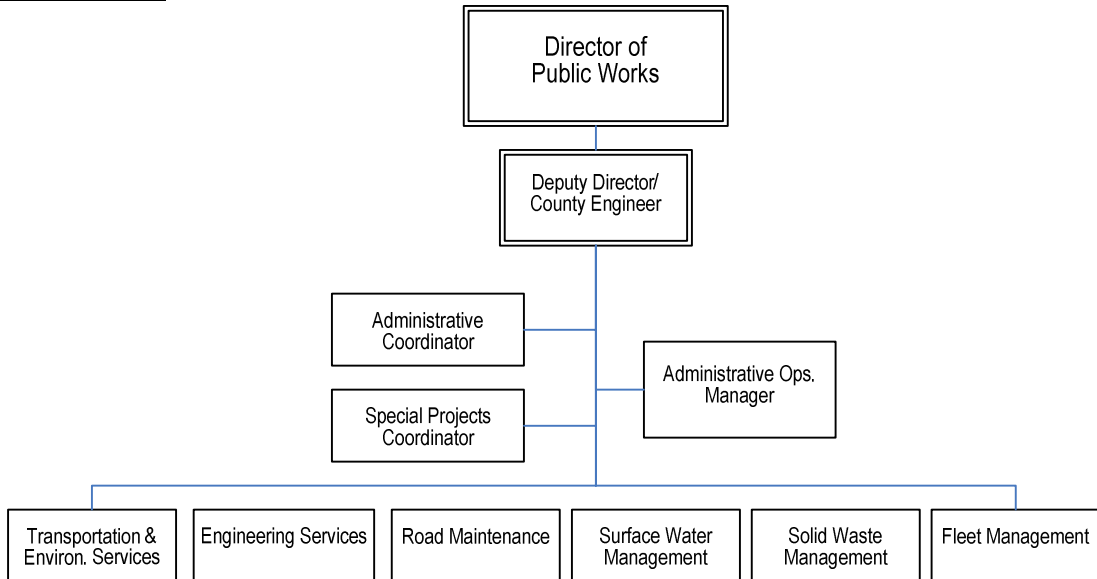 Director of
Public Works
Deputy Director/
County Engineer
Administrative
Coordinator
Administrative Ops.
Manager
Special Projects
Coordinator
Transportation &
Environ. Services
Engineering Services
Road Maintenance
Surface Water
Management
Solid Waste
Management
Fleet Management